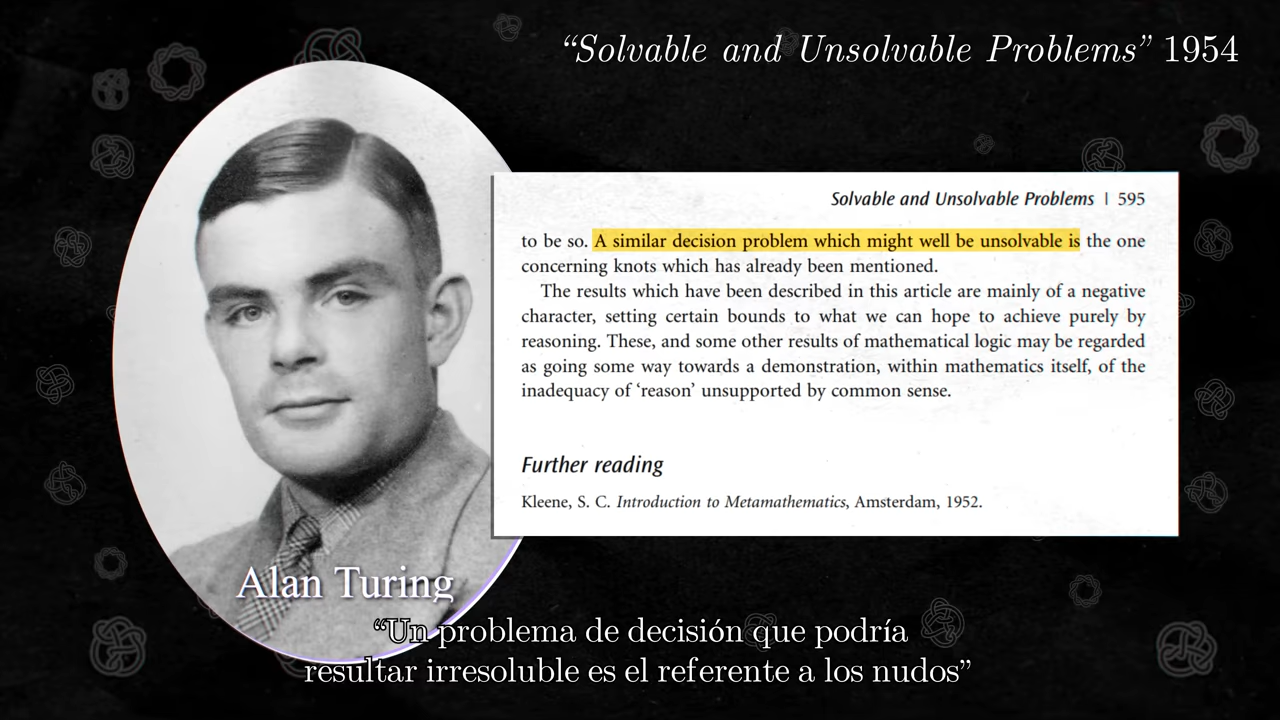 “Solvable and Unsolvable Problems” 1954
Solvable and Unsolvable Problems | 595
to be so. A similar decision problem which might well be unsolvable is the one
concerning knots which has already been mentioned.
The results which have been described in this article are mainly of a negative
character, setting certain bounds to what we can hope to achieve purely by
reasoning. These, and some other results of mathematical logic may be regarded
as going some way towards a demonstration, within mathematics itself, of the
inadequacy of ‘reason’ unsupported by common sense.
Further reading
Kleene, S. C. Introduction to Metamathematics, Amsterdam, 1952.
Alan Turing
“Un problema de decisión que podría
resultar irresoluble es el referente a los nudos”